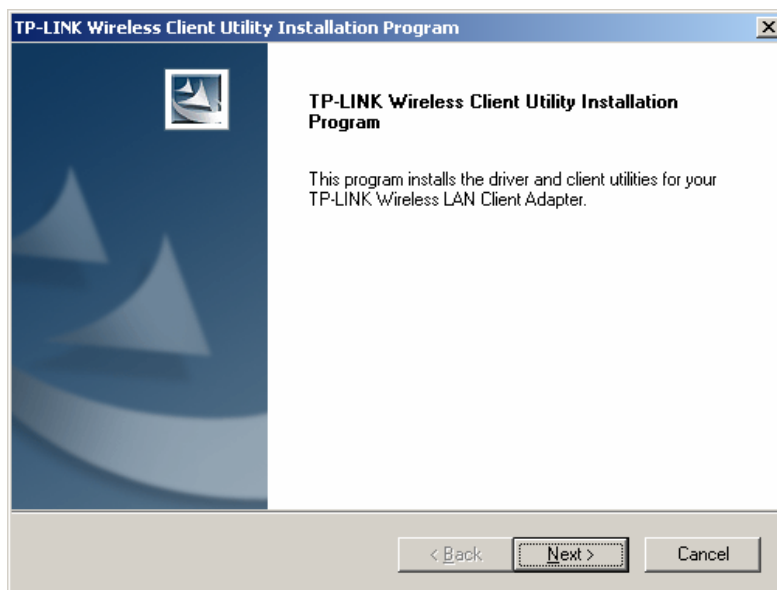 TP-LINK Wireless Client Utility Installation Program
TP-LINK Wireless Client Utility Installation
Program
This program installs the driver and client utilities for your
TP-LINK Wireless LAN Client Adapter.
< Back
Next >
Cancel